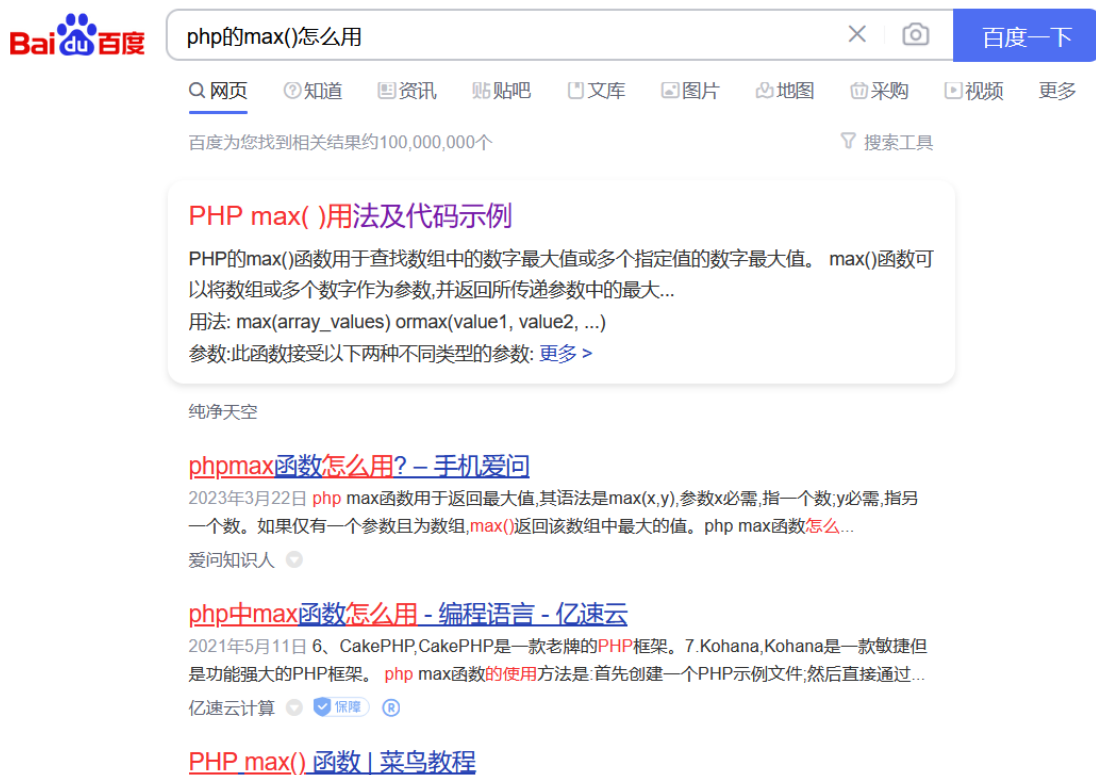 Bai du 百度 php的max()怎么用 百度一下
网页 知道 资讯 贴吧 文库 图片 地图 采购 视频 更多
百度为您找到相关结果约100,000,000个 搜索工具
PHP max( )用法及代码示例
PHP的max()函数用于查找数组中的数字最大值或多个指定值的数字最大值。 max()函数可
以将数组或多个数字作为参数,并返回所传递参数中的最大...
用法: max(array_values) ormax(value1, value2, ...)
参数:此函数接受以下两种不同类型的参数: 更多 >
纯净天空
phpmax函数怎么用? – 手机爱问
2023年3月22日 php max函数用于返回最大值,其语法是max(x,y),参数x必需,指一个数;y必需,指另
一个数。如果仅有一个参数且为数组,max()返回该数组中最大的值。php max函数怎么...
爱问知识人
php中max函数怎么用 - 编程语言 - 亿速云
2021年5月11日 6、CakePHP,CakePHP是一款老牌的PHP框架。7.Kohana,Kohana是一款敏捷但
是功能强大的PHP框架。 php max函数的使用方法是:首先创建一个PHP示例文件;然后直接通过...
亿速云计算 保障 R
PHP max() 函数 | 菜鸟教程